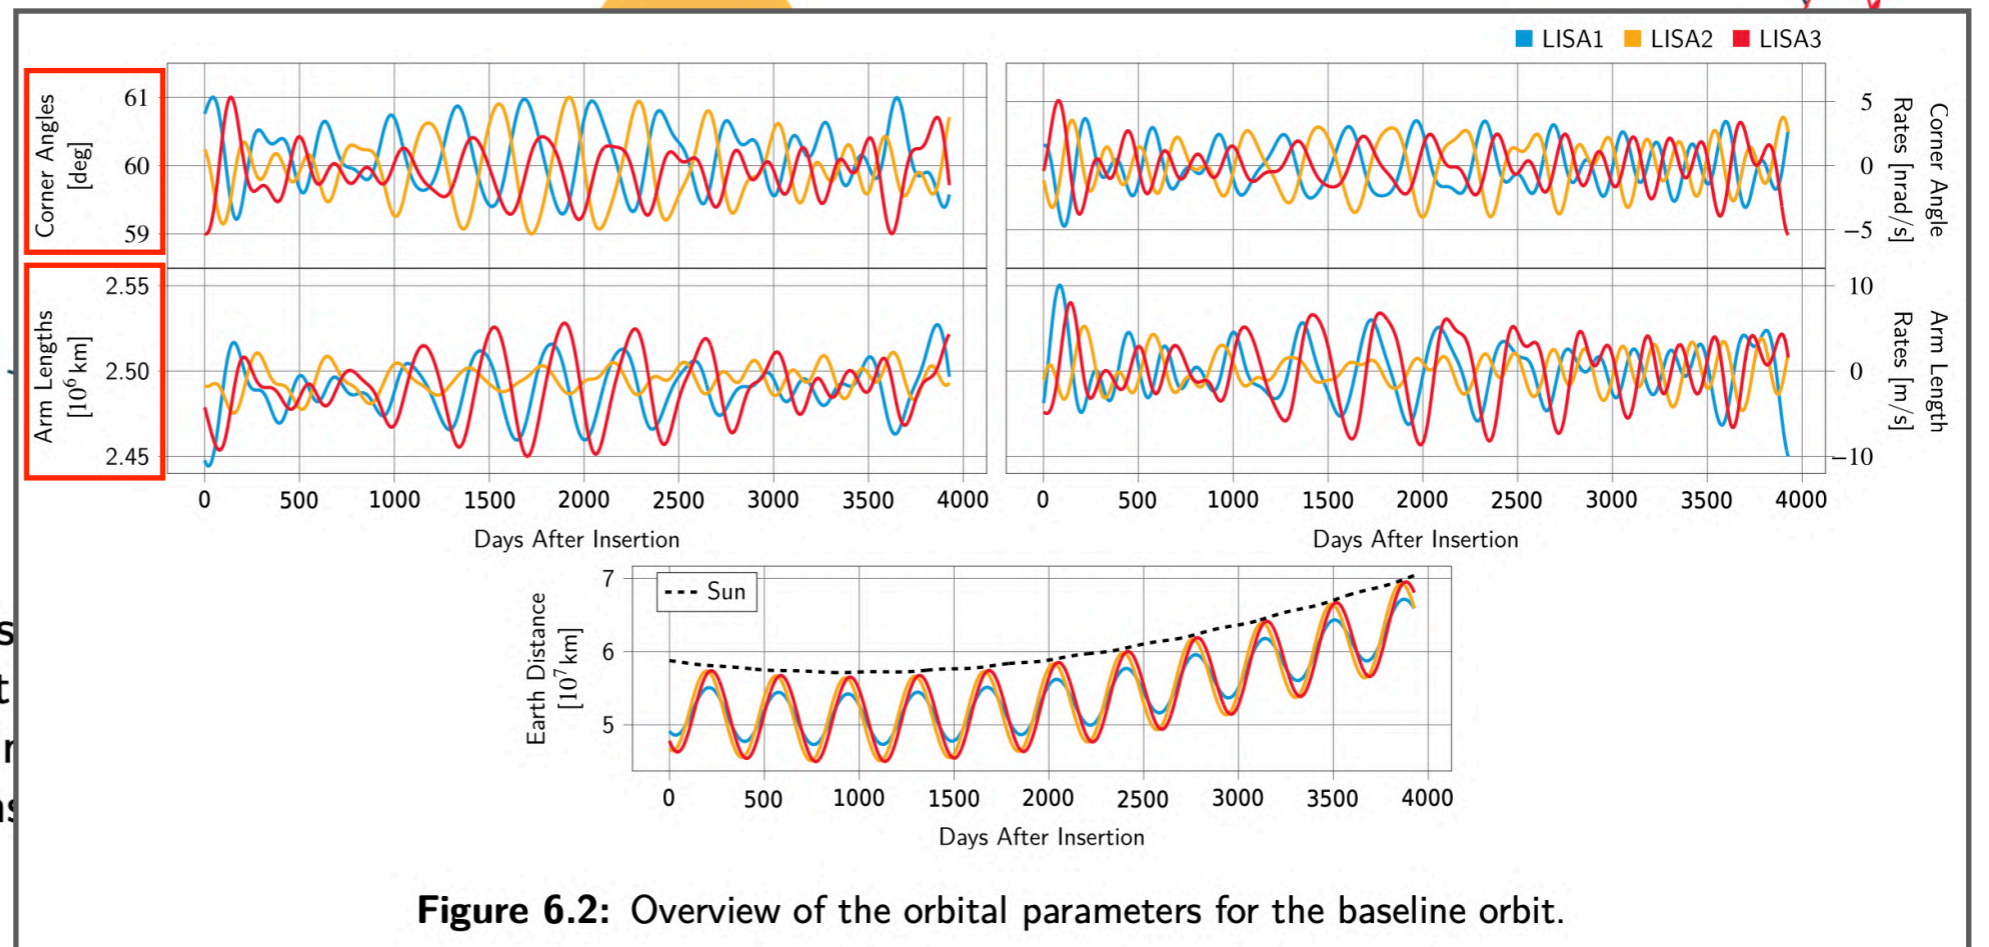 LISA1 LISA2 LISA3
Corner Angles
[deg]
61
60
59
Arm Lengths
[10⁶ km]
2.55
2.50
2.45
0 500 1000 1500 2000 2500 3000 3500 4000
Days After Insertion
5
0
−5
Corner Angle
Rates [nrad/s]
10
0
−10
Arm Length
Rates [m/s]
0 500 1000 1500 2000 2500 3000 3500 4000
Days After Insertion
Sun
Earth Distance
[10⁷km]
7
6
5
0 500 1000 1500 2000 2500 3000 3500 4000
Days After Insertion
Figure 6.2: Overview of the orbital parameters for the baseline orbit.